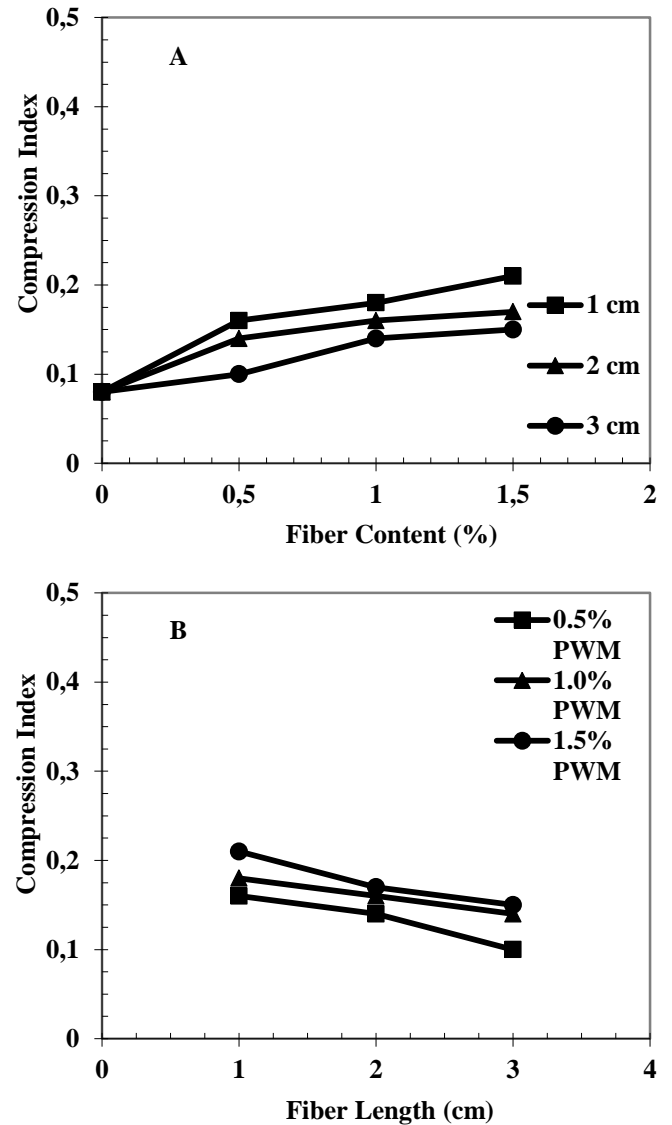 0,5
A
0,4
Compression Index
0,3
0,2
1 cm
2 cm
0,1
3 cm
0
0 0,5 1 1,5 2
Fiber Content (%)
0,5
B
0.5%
PWM
0,4
1.0%
PWM
Compression Index
1.5%
PWM
0,3
0,2
0,1
0
0 1 2 3 4
Fiber Length (cm)